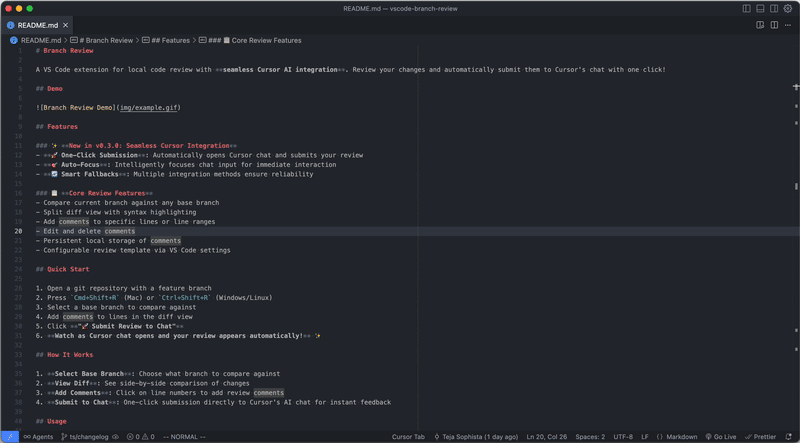 README.md — vscode-branch-review
README.md ×
README.md > # Branch Review > ## Features > ### 📋 Core Review Features
1 # Branch Review
2
3 A VS Code extension for local code review with **seamless Cursor AI integration**. Review your changes and automatically submit them to Cursor's chat with one click!
4
5 ## Demo
6
7 ![Branch Review Demo](img/example.gif)
8
9 ## Features
10
11 ### ✨ **New in v0.3.0: Seamless Cursor Integration**
12 - **🚀 One-Click Submission**: Automatically opens Cursor chat and submits your review
13 - **🎯 Auto-Focus**: Intelligently focuses chat input for immediate interaction
14 - **🔄 Smart Fallbacks**: Multiple integration methods ensure reliability
15
16 ### 📋 **Core Review Features**
17 - Compare current branch against any base branch
18 - Split diff view with syntax highlighting
19 - Add comments to specific lines or line ranges
20 - Edit and delete comments
21 - Persistent local storage of comments
22 - Configurable review template via VS Code settings
23
24 ## Quick Start
25
26 1. Open a git repository with a feature branch
27 2. Press `Cmd+Shift+R` (Mac) or `Ctrl+Shift+R` (Windows/Linux)
28 3. Select a base branch to compare against
29 4. Add comments to lines in the diff view
30 5. Click **"🚀 Submit Review to Chat"**
31 6. **Watch as Cursor chat opens and your review appears automatically!** ✨
32
33 ## How It Works
34
35 1. **Select Base Branch**: Choose what branch to compare against
36 2. **View Diff**: See side-by-side comparison of changes
37 3. **Add Comments**: Click on line numbers to add review comments
38 4. **Submit to Chat**: One-click submission directly to Cursor's AI chat for instant feedback
39
40 ## Usage
Agents ts/changelog 0 0 -- NORMAL -- Cursor Tab Teja Sophista (1 day ago) Ln 20, Col 26 Spaces: 2 UTF-8 LF {} Markdown Go Live Prettier